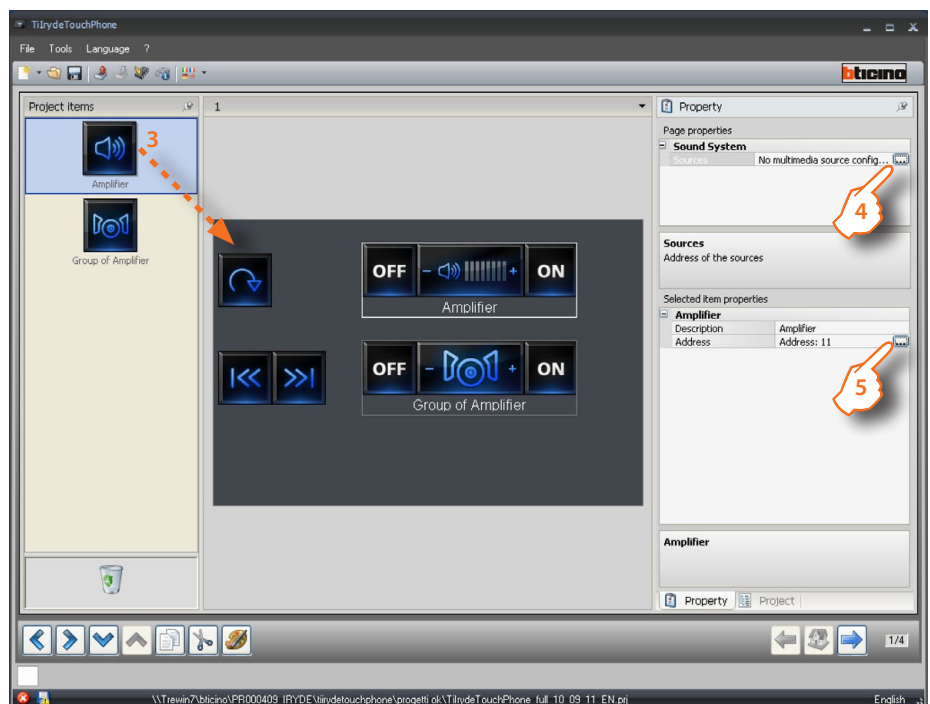 TiIrydeTouchPhone
File Tools Language ?
bticino
Project items
1
Property
3
Amplifier
Group of Amplifier
OFF - + ON
Amplifier
OFF - + ON
Group of Amplifier
Page properties
Sound System
Sources No multimedia source config... ...
4
Sources
Address of the sources
Selected item properties
Amplifier
Description Amplifier
Address Address: 11 ...
5
Amplifier
Property Project
1/4
\\Trewin7\bticino\PR000409_IRYDE\tiirydetouchphone\progetti ok\TiIrydeTouchPhone_full_10_09_11_EN.prj
English